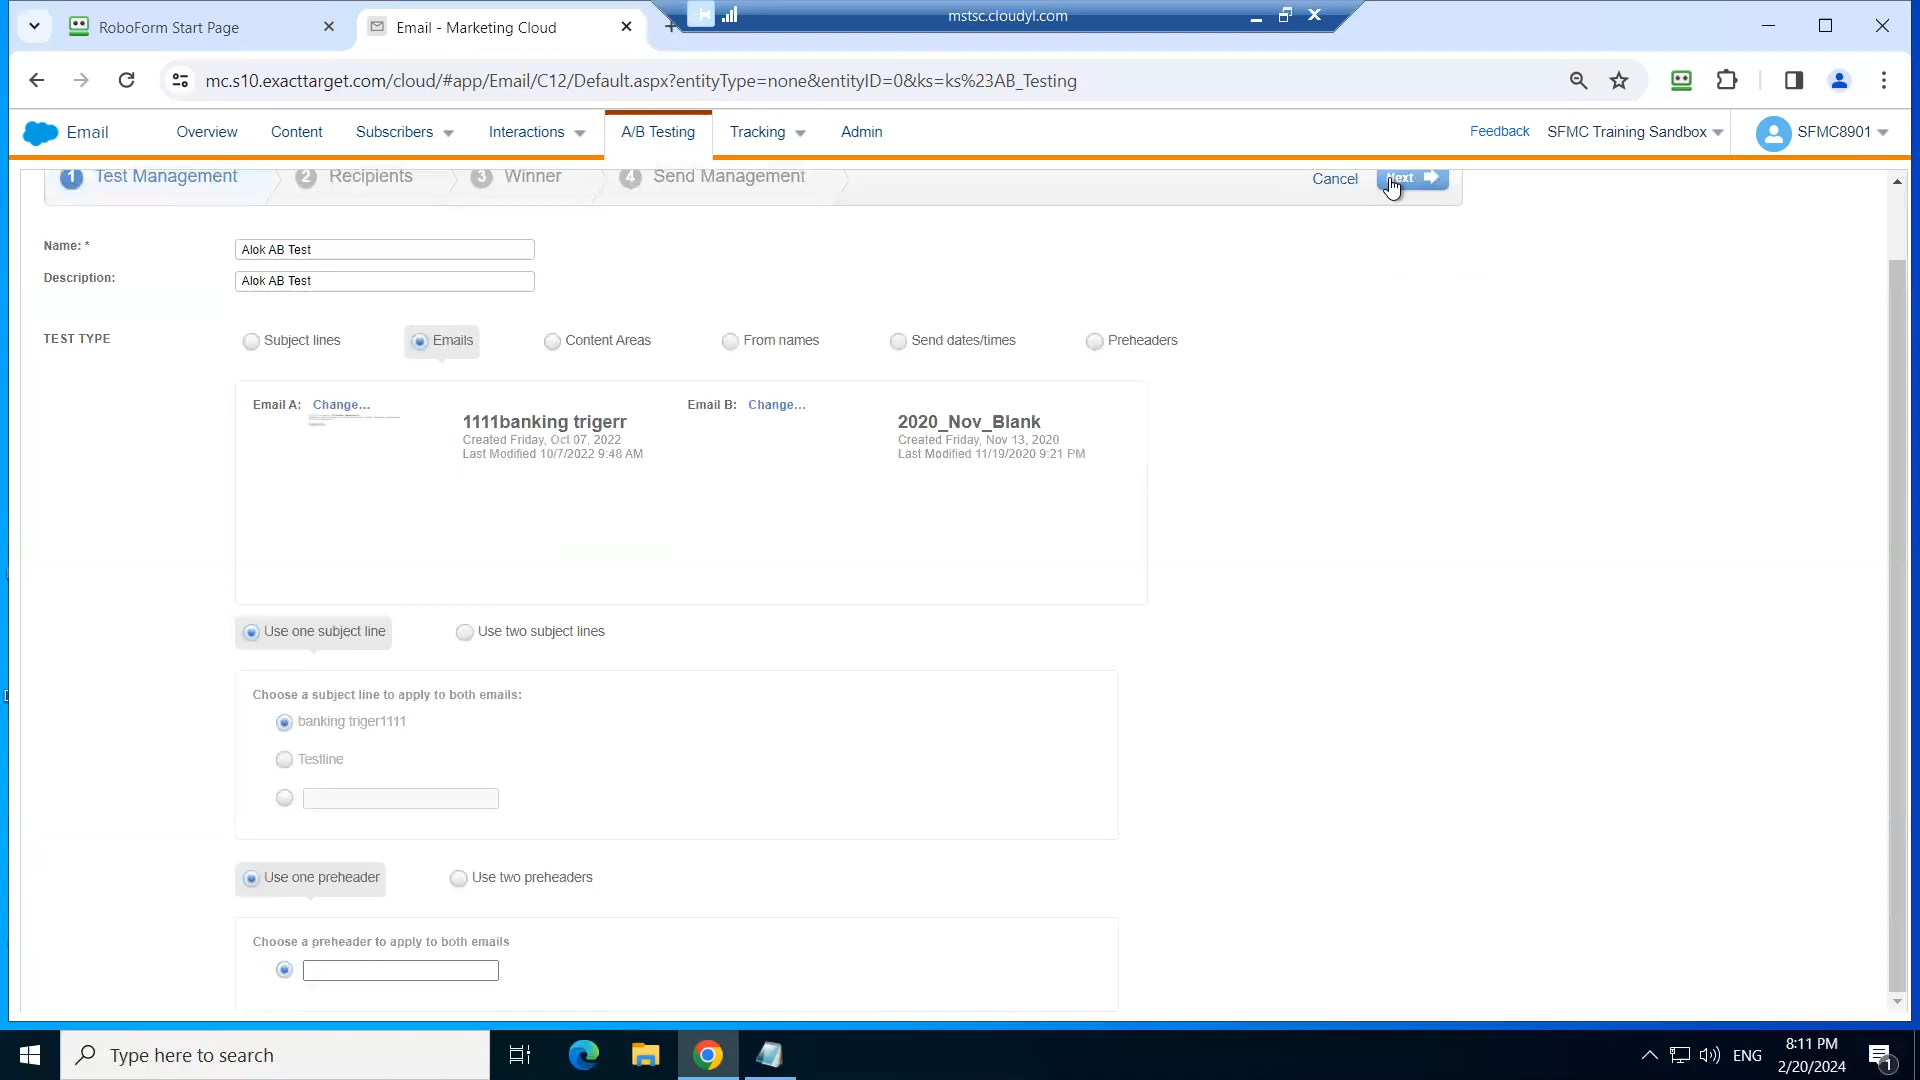 RoboForm Start Page
Email - Marketing Cloud
mstsc.cloudyl.com
mc.s10.exacttarget.com/cloud/#app/Email/C12/Default.aspx?entityType=none&entityID=0&ks=ks%23AB_Testing
Email
Overview
Content
Subscribers
Interactions
A/B Testing
Tracking
Admin
Feedback
SFMC Training Sandbox
SFMC8901
1 Test Management
2 Recipients
3 Winner
4 Send Management
Cancel
Next
Name: *
Alok AB Test
Description:
Alok AB Test
TEST TYPE
Subject lines
Emails
Content Areas
From names
Send dates/times
Preheaders
Email A: Change...
1111banking trigerr
Created Friday, Oct 07, 2022
Last Modified 10/7/2022 9:48 AM
Email B: Change...
2020_Nov_Blank
Created Friday, Nov 13, 2020
Last Modified 11/19/2020 9:21 PM
Use one subject line
Use two subject lines
Choose a subject line to apply to both emails:
banking triger1111
Testline
Use one preheader
Use two preheaders
Choose a preheader to apply to both emails
Type here to search
ENG
8:11 PM
2/20/2024
1